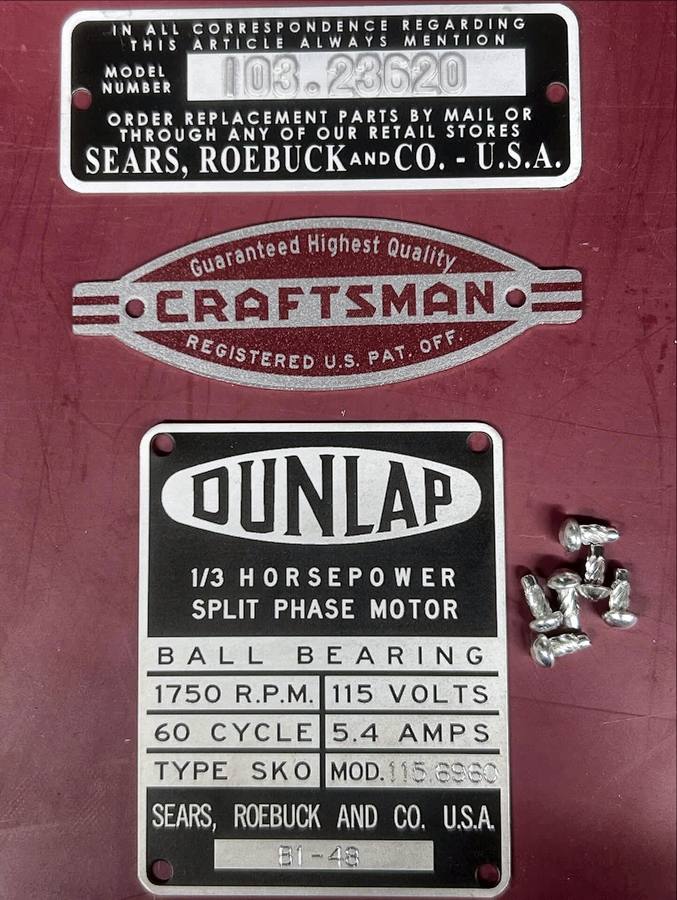 IN ALL CORRESPONDENCE REGARDING
THIS ARTICLE ALWAYS MENTION
MODEL NUMBER 103.23620
ORDER REPLACEMENT PARTS BY MAIL OR
THROUGH ANY OF OUR RETAIL STORES
SEARS, ROEBUCK AND CO. - U.S.A.
Guaranteed Highest Quality
CRAFTSMAN
REGISTERED U.S. PAT. OFF.
DUNLAP
1/3 HORSEPOWER
SPLIT PHASE MOTOR
BALL BEARING
1750 R.P.M. 115 VOLTS
60 CYCLE 5.4 AMPS
TYPE SKO MOD. 115.6960
SEARS, ROEBUCK AND CO. U.S.A.
B1-48